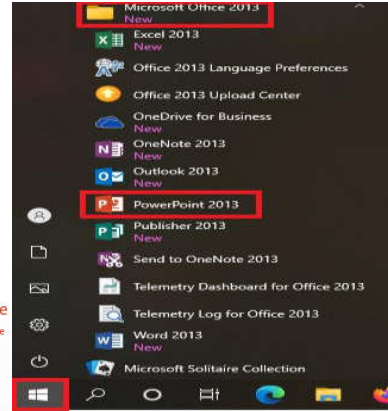 Microsoft Office 2013
New
Excel 2013
New
Office 2013 Language Preferences
Office 2013 Upload Center
OneDrive for Business
New
OneNote 2013
New
Outlook 2013
New
PowerPoint 2013
Publisher 2013
New
Send to OneNote 2013
Telemetry Dashboard for Office 2013
Telemetry Log for Office 2013
Word 2013
New
Microsoft Solitaire Collection
e
e